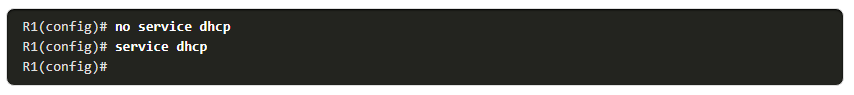 R1(config)# no service dhcp
R1(config)# service dhcp
R1(config)#